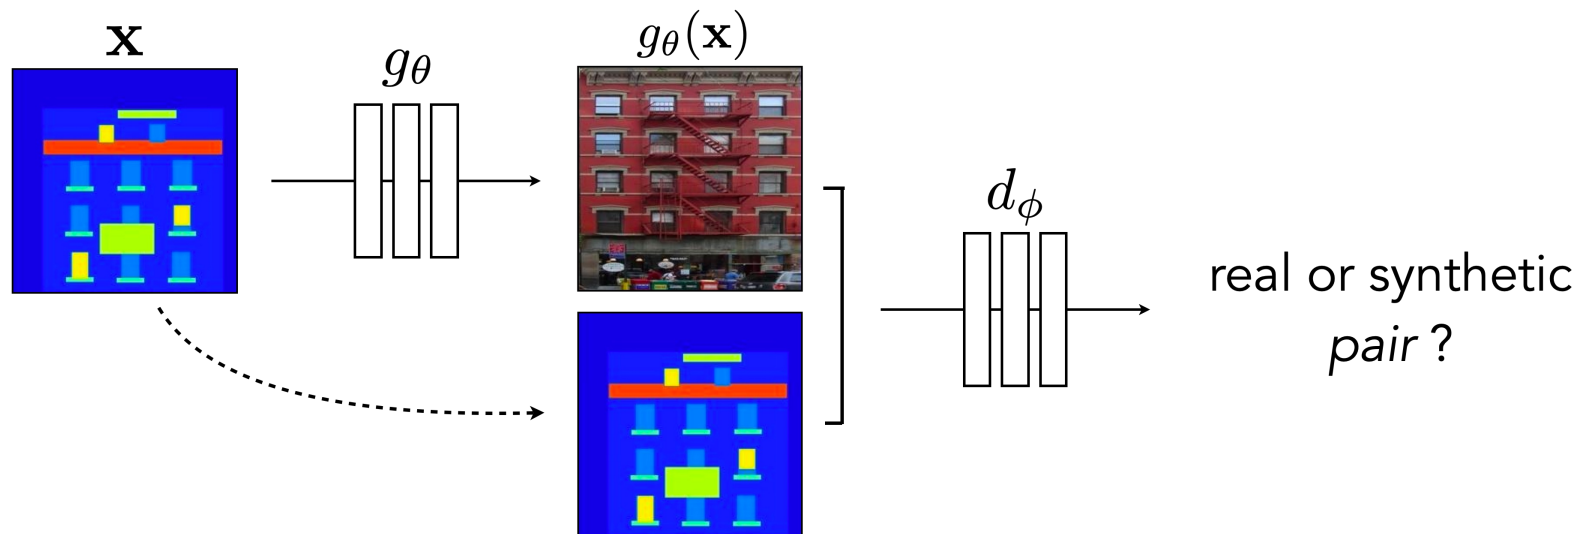 x
gθ
gθ(x)
dϕ
real or synthetic
pair ?